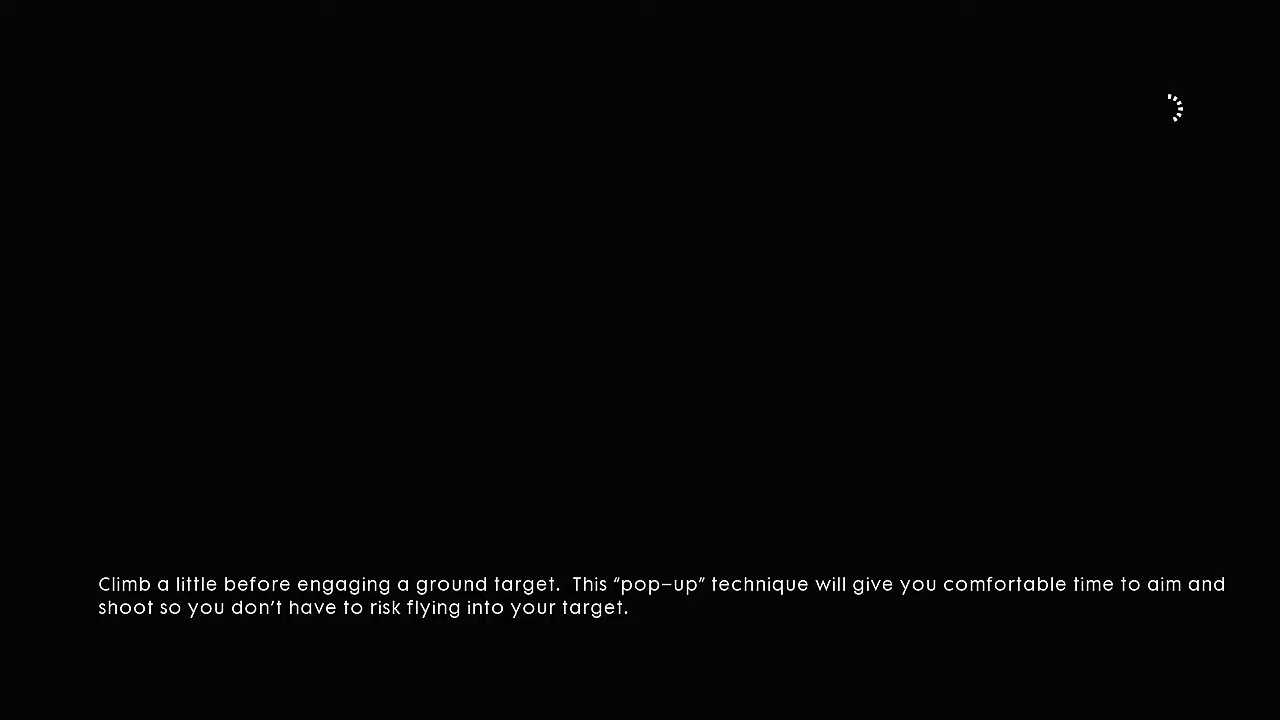 Climb a little before engaging a ground target.  This “pop-up” technique will give you comfortable time to aim and
shoot so you don’t have to risk flying into your target.